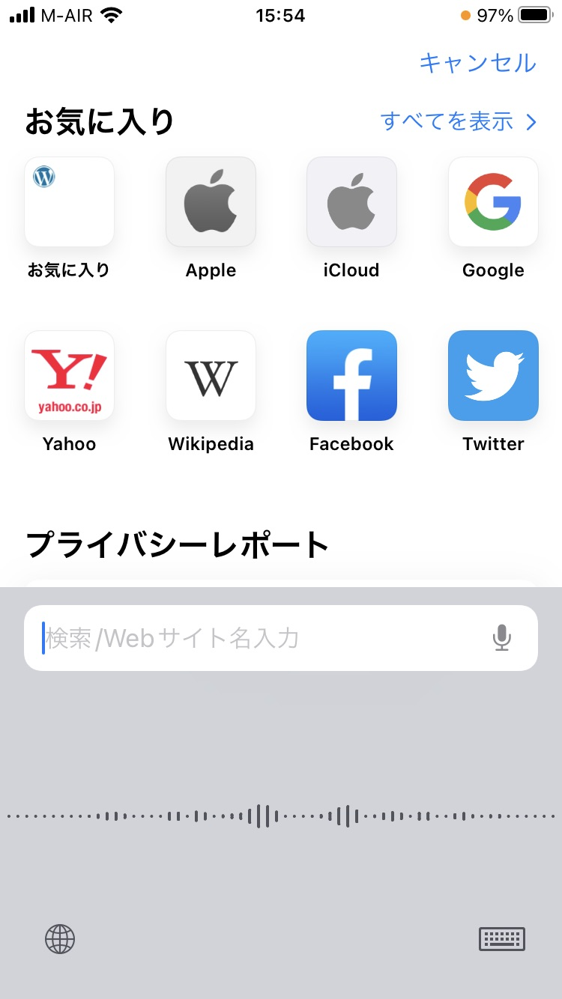 M-AIR 15:54 97%
キャンセル
お気に入り すべてを表示
お気に入り Apple iCloud Google
Y!
yahoo.co.jp
Yahoo Wikipedia Facebook Twitter
プライバシーレポート
検索/Webサイト名入力